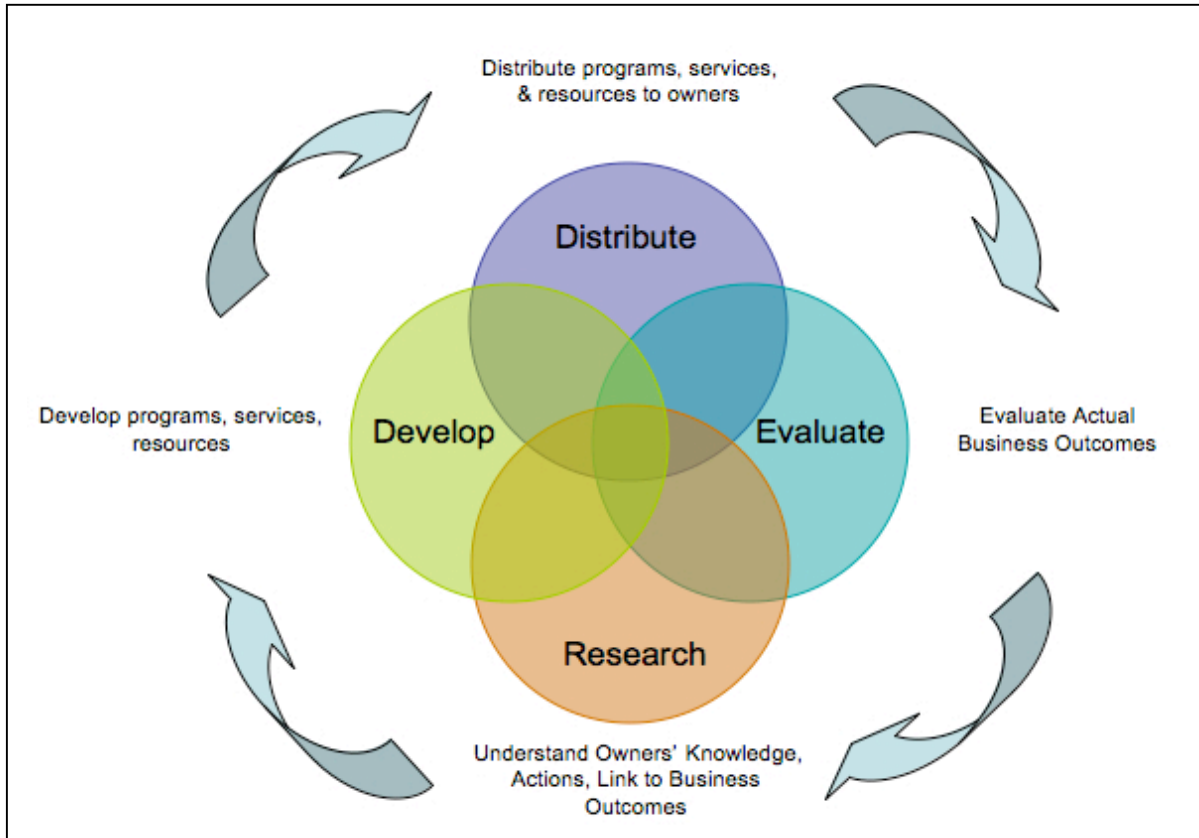 Distribute programs, services,
& resources to owners
Distribute
Develop programs, services,
resources
Develop
Evaluate
Evaluate Actual
Business Outcomes
Research
Understand Owners' Knowledge,
Actions, Link to Business
Outcomes